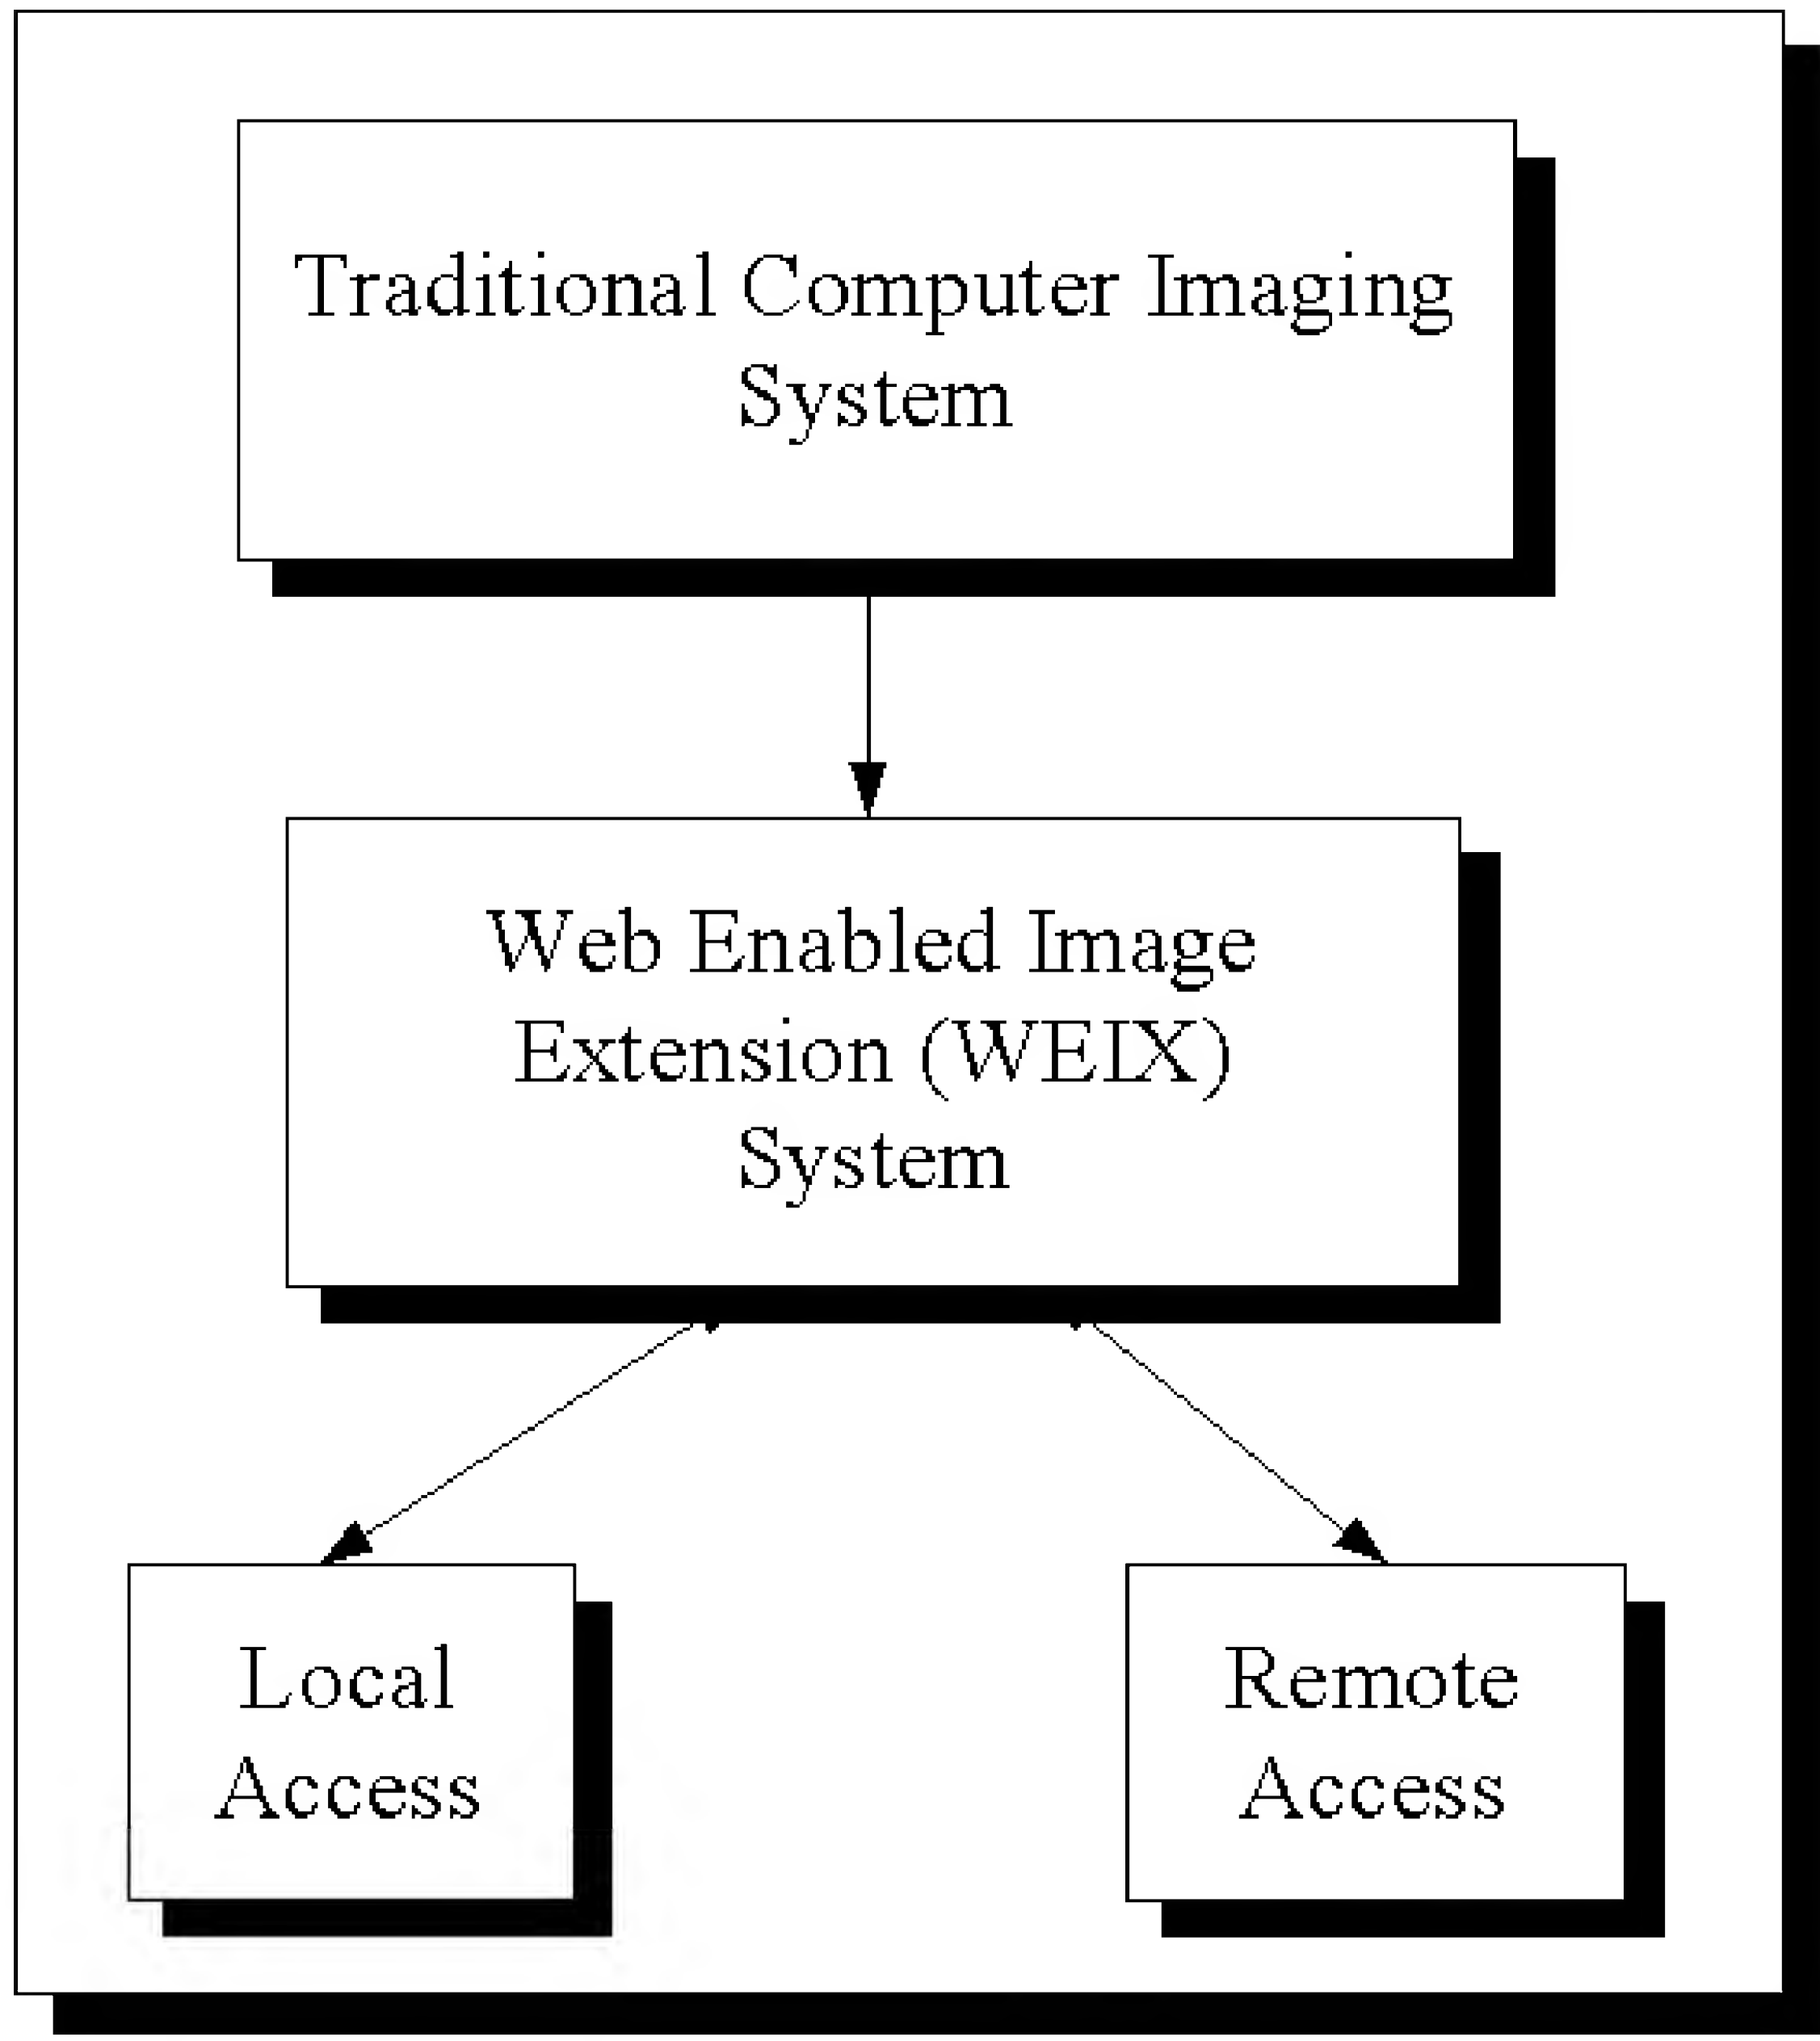 Traditional Computer Imaging
System
Web Enabled Image
Extension (WEIX)
System
Local
Access
Remote
Access